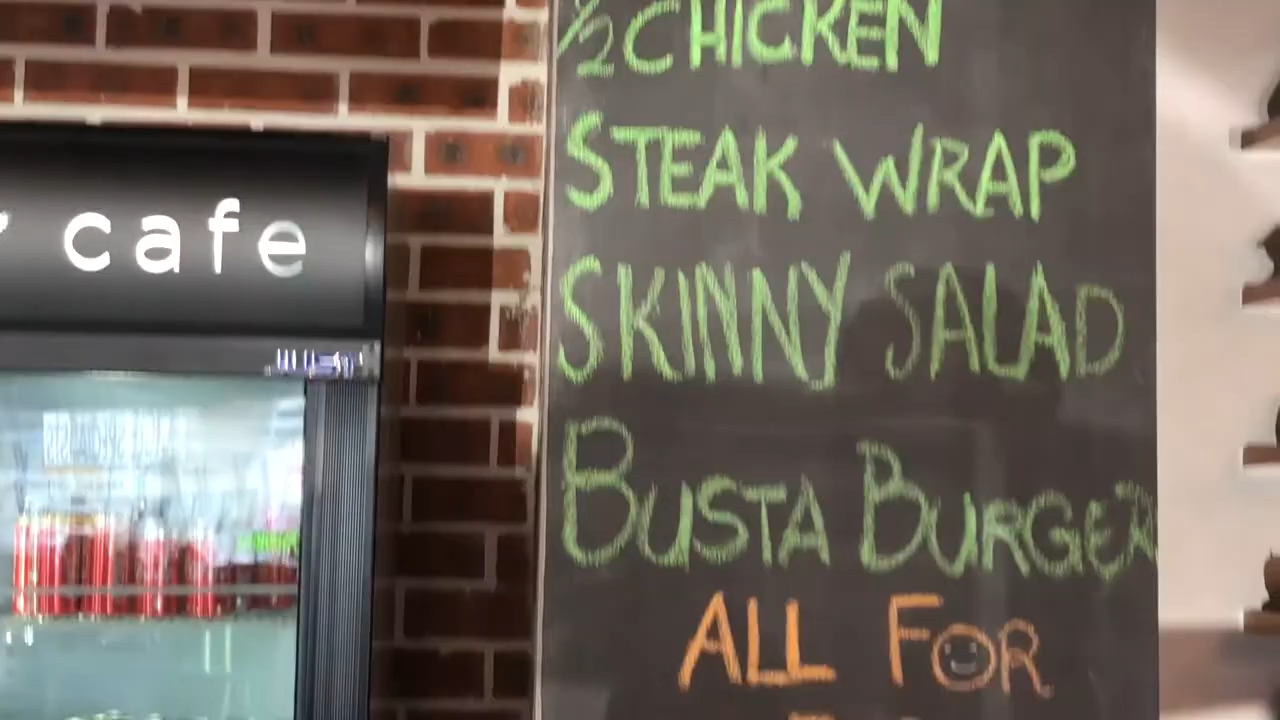 ½ CHICKEN
STEAK WRAP
SKINNY SALAD
BUSTA BURGER
ALL FOR
cafe